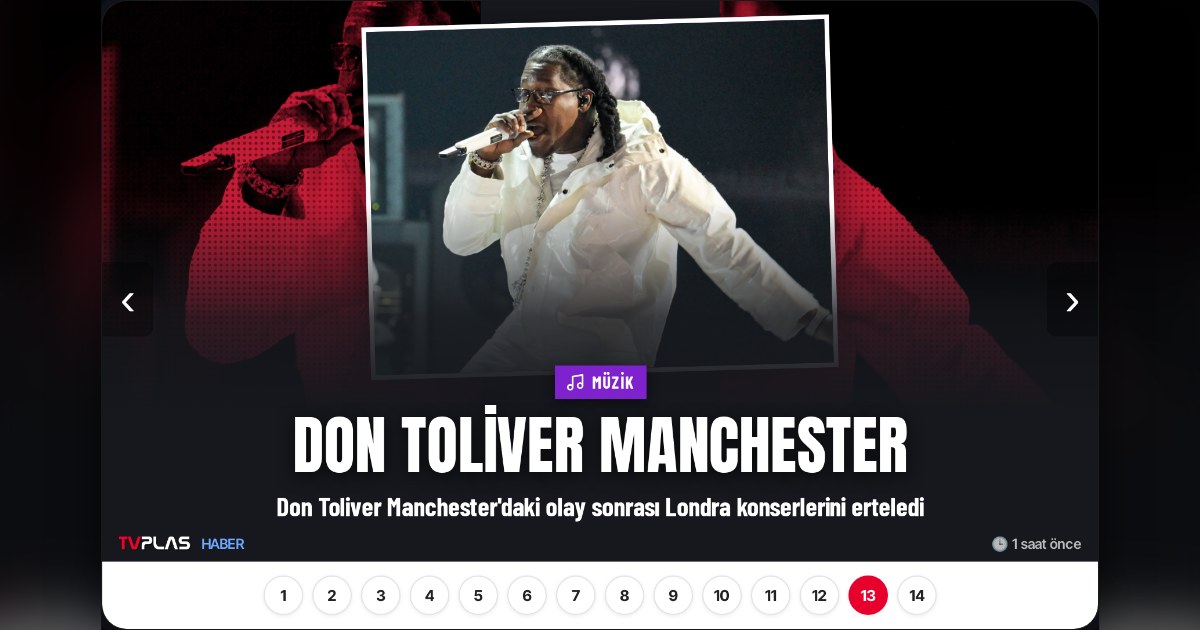 MÜZİK
DON TOLİVER MANCHESTER
Don Toliver Manchester'daki olay sonrası Londra konserlerini erteledi
TVPLAS HABER
1 saat önce
1 2 3 4 5 6 7 8 9 10 11 12 13 14